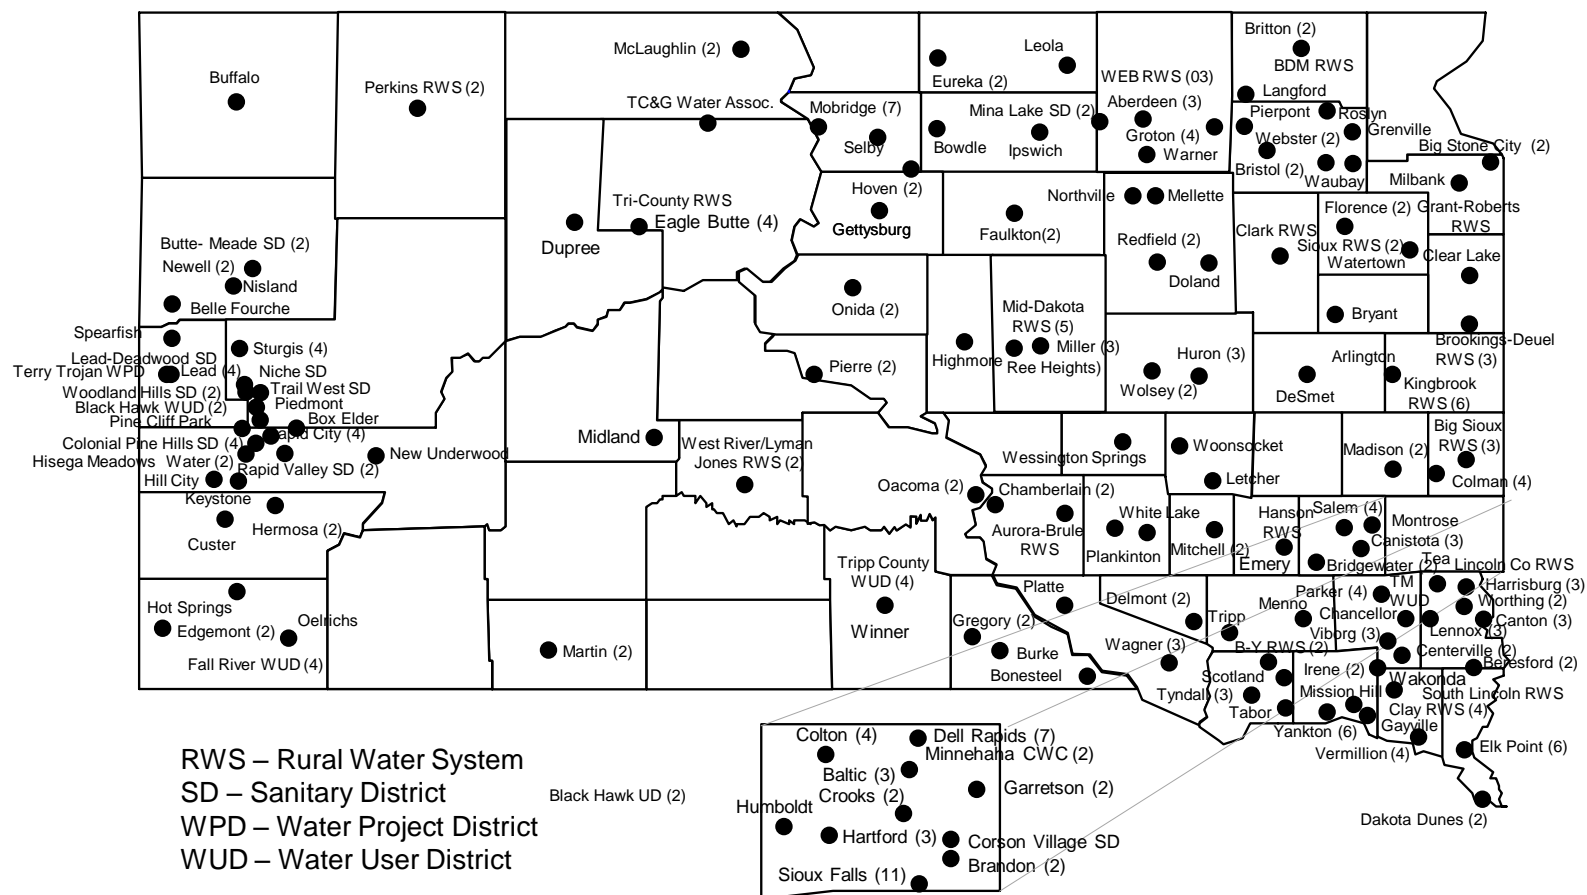 Buffalo
Perkins RWS (2)
McLaughlin (2)
TC&G Water Assoc.
Eureka (2)
Leola
WEB RWS (03)
Britton (2)
BDM RWS
Langford
Mobridge (7)
Selby
Bowdle
Mina Lake SD (2)
Ipswich
Aberdeen (3)
Groton (4)
Warner
Pierpont
Roslyn
Webster (2)
Grenville
Bristol (2)
Waubay
Big Stone City (2)
Milbank
Tri-County RWS
Eagle Butte (4)
Dupree
Hoven (2)
Gettysburg
Faulkton(2)
Northville
Mellette
Redfield (2)
Doland
Clark RWS
Florence (2)
Sioux RWS (2)
Watertown
Grant-Roberts
RWS
Clear Lake
Butte- Meade SD (2)
Newell (2)
Nisland
Belle Fourche
Onida (2)
Mid-Dakota
RWS (5)
Miller (3)
Ree Heights)
Highmore
Bryant
Brookings-Deuel
RWS (3)
Spearfish
Lead-Deadwood SD
Terry Trojan WPD
Lead (4)
Sturgis (4)
Niche SD
Woodland Hills SD (2)
Trail West SD
Black Hawk WUD (2)
Piedmont
Pine Cliff Park
Box Elder
Rapid City (4)
Colonial Pine Hills SD (4)
Hisega Meadows Water (2)
Rapid Valley SD (2)
New Underwood
Hill City
Keystone
Hermosa (2)
Custer
Pierre (2)
Huron (3)
Wolsey (2)
DeSmet
Arlington
Kingbrook
RWS (6)
Midland
West River/Lyman
Jones RWS (2)
Wessington Springs
Woonsocket
Letcher
Madison (2)
Big Sioux
RWS (3)
Colman (4)
Oacoma (2)
Chamberlain (2)
Aurora-Brule
RWS
White Lake
Plankinton
Mitchell (2)
Hanson
RWS
Emery
Salem (4)
Montrose
Canistota (3)
Bridgewater (2)
Hot Springs
Edgemont (2)
Oelrichs
Fall River WUD (4)
Martin (2)
Tripp County
WUD (4)
Winner
Gregory (2)
Burke
Bonesteel
Platte
Delmont (2)
Wagner (3)
Tripp
Menno
Parker (4)
TM
WUD
Chancellor
Viborg (3)
Tea
Lincoln Co RWS
Harrisburg (3)
Worthing (2)
Canton (3)
Lennox (3)
Centerville (2)
Beresford (2)
B-Y RWS (2)
Scotland
Tyndall (3)
Tabor
Irene (2)
Mission Hill
Yankton (6)
Wakonda
South Lincoln RWS
Clay RWS (4)
Gayville
Vermillion (4)
Elk Point (6)
Dakota Dunes (2)
RWS – Rural Water System
SD – Sanitary District
WPD – Water Project District
WUD – Water User District
Black Hawk UD (2)
Colton (4)
Dell Rapids (7)
Minnehaha CWC (2)
Baltic (3)
Crooks (2)
Garretson (2)
Humboldt
Hartford (3)
Corson Village SD
Brandon (2)
Sioux Falls (11)